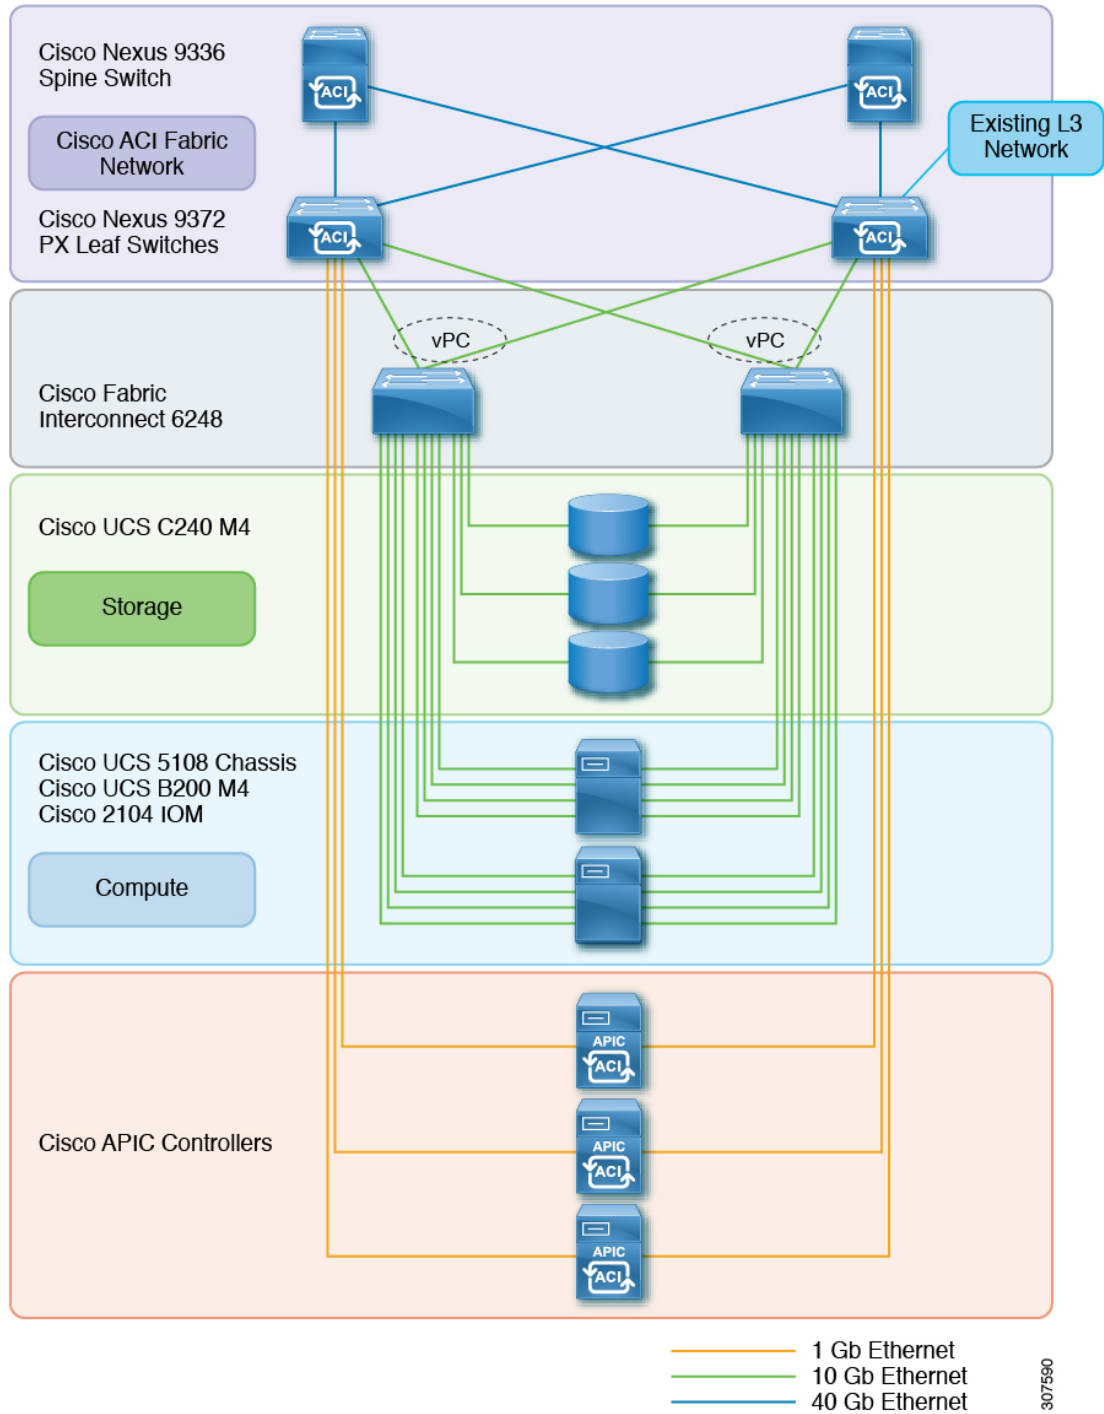 Cisco Nexus 9336
Spine Switch
ACI
ACI
Existing L3
Network
Cisco ACI Fabric
Network
Cisco Nexus 9372
PX Leaf Switches
ACI
ACI
vPC
vPC
Cisco Fabric
Interconnect 6248
Cisco UCS C240 M4
Storage
Cisco UCS 5108 Chassis
Cisco UCS B200 M4
Cisco 2104 IOM
Compute
APIC
ACI
Cisco APIC Controllers
APIC
ACI
APIC
ACI
1 Gb Ethernet
10 Gb Ethernet
40 Gb Ethernet
307590